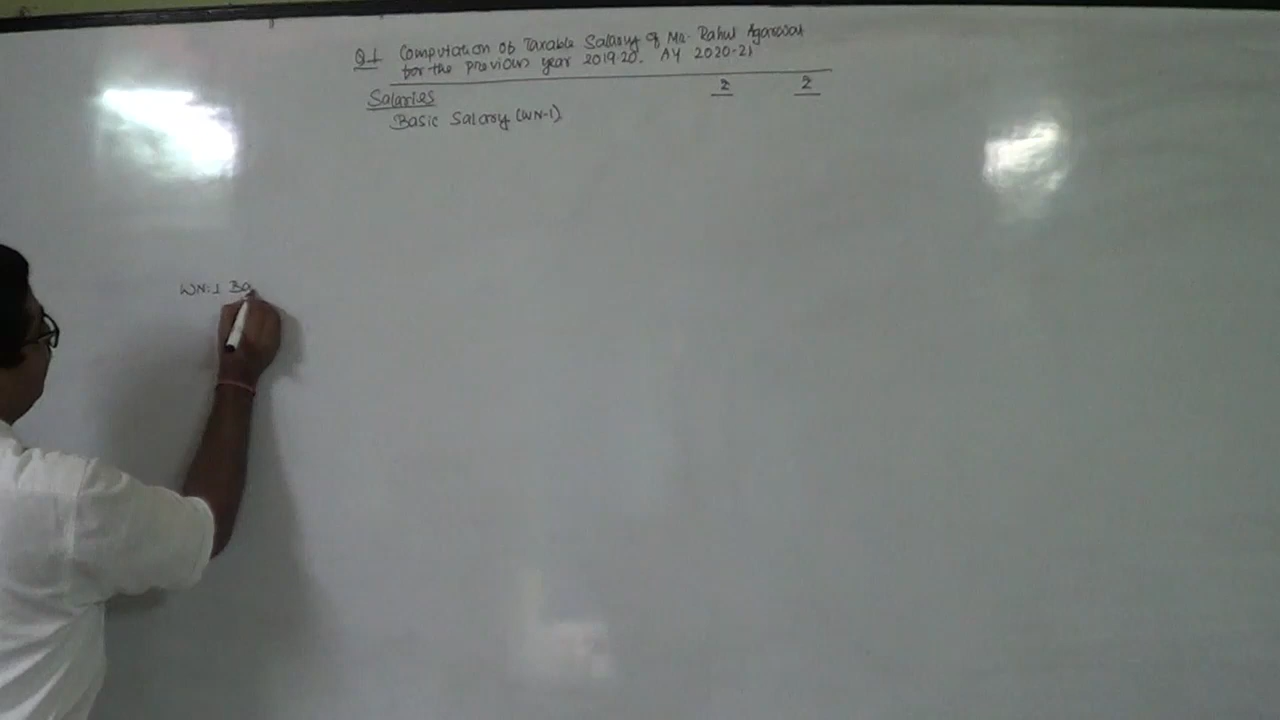 Q1 Computation of Taxable Salary of Mr. Rahul Agarwal
for the previous year 2019-20. AY 2020-21
₹ ₹
Salaries
Basic Salary (WN-1)
WN:1 Ba